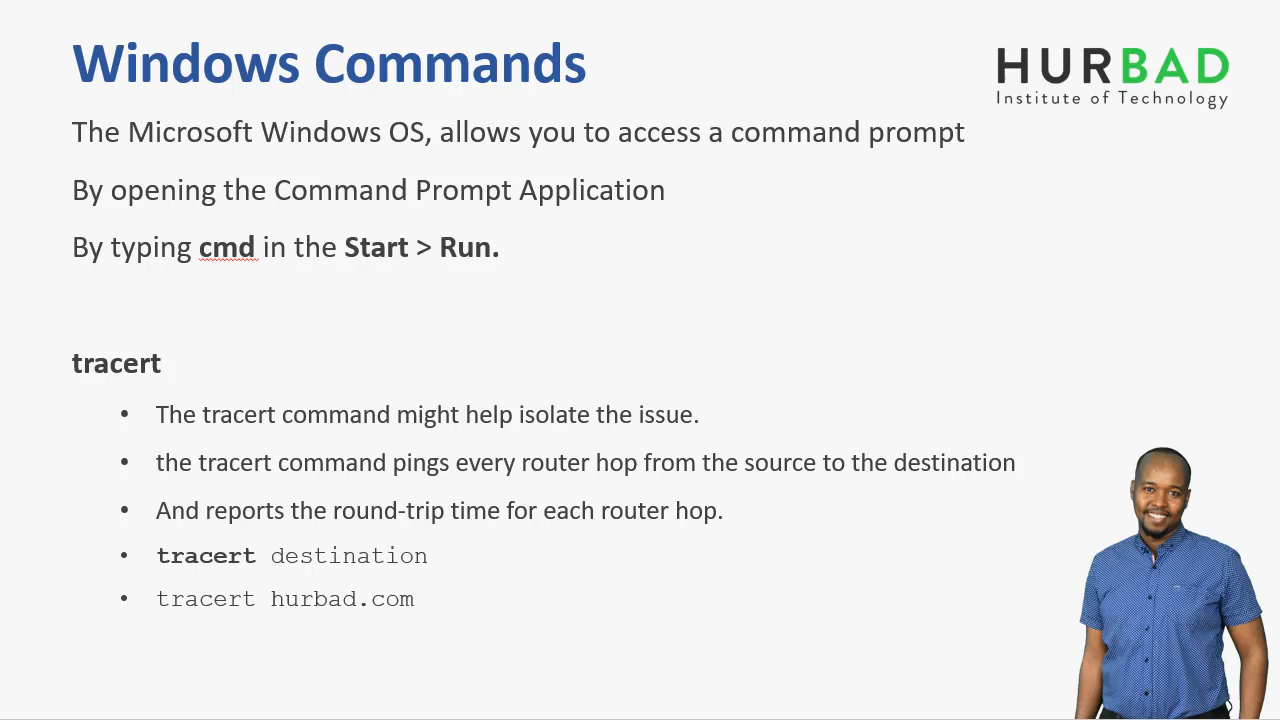 Windows Commands
HURBAD
Institute of Technology
The Microsoft Windows OS, allows you to access a command prompt
By opening the Command Prompt Application
By typing cmd in the Start > Run.
tracert
• The tracert command might help isolate the issue.
• the tracert command pings every router hop from the source to the destination
• And reports the round-trip time for each router hop.
• tracert destination
• tracert hurbad.com